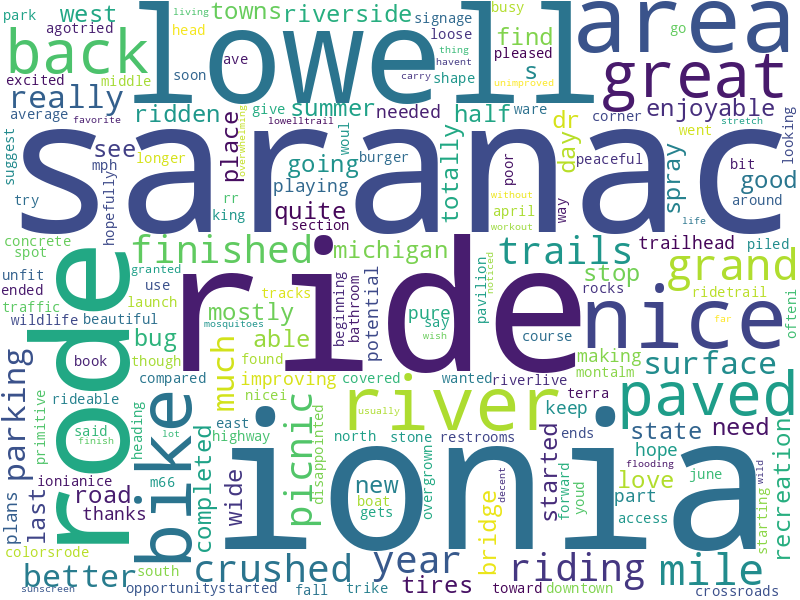 park
west
agotried
living
towns
head
riverside
signage
loose
busy
find
area
go
back
lowell
excited
middle
soon
ave
havent
thing
shape
pleased
s
great
really
average
favorite
ridden
give
summer
needed
half
carry
unimproved
ware
dr
corner
enjoyable
stretch
suggest
see
mph
longer
place
overwhelming
lowelltrail
going
woul
burger
totally
poor
day
peaceful
went
bit
looking
try
hopefully
saranac
rr
king
playing
quite
section
without
april
workout
way
spray
good
around
life
concrete
spot
finished
michigan
trails
trailhead
piled
unfit
granted
stop
grand
ended
use
tracks
beginning
bathroom
pavillion
noticed
rocks
ridetrail
ofteni
traffic
launch
ride
wildlife
beautiful
mostly
mosquitoes
potential
pure
say
wish
course
nice
far
rode
bug
though
able
found
making
montalm
book
compared
covered
wanted
riverlive
surface
rideable
much
improving
nicei
river
terra
paved
parking
primitive
said
finish
bike
east
usually
keep
state
need
heading
lot
highway
picnic
disappointed
north
stone
restrooms
ends
hope
ionianice
m66
completed
wide
new
boat
gets
overgrown
ionia
started
forward
youd
love
part
june
access
flooding
wild
recreation
starting
plans
last
road
thanks
bridge
decent
colorsrode
better
south
crushed
year
riding
mile
sunscreen
opportunitystarted
fall
trike
tires
toward
downtown
crossroads